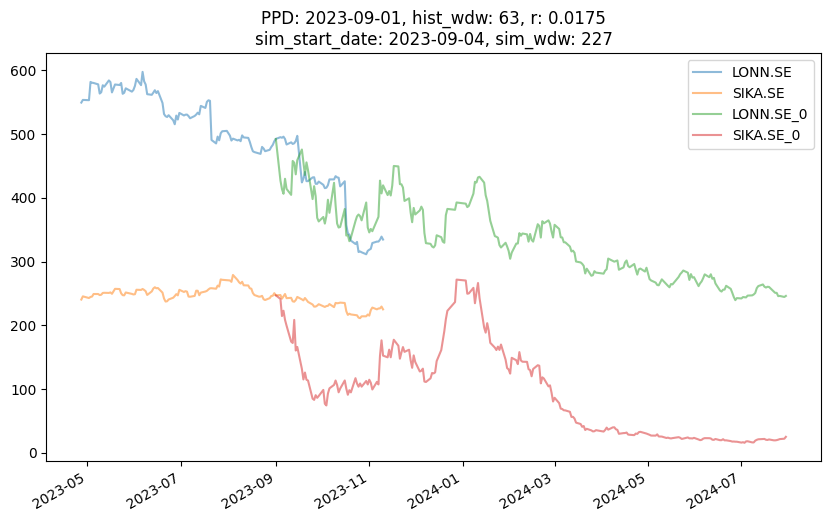 PPD: 2023-09-01, hist_wdw: 63, r: 0.0175
sim_start_date: 2023-09-04, sim_wdw: 227
LONN.SE
SIKA.SE
LONN.SE_0
SIKA.SE_0
600
500
400
300
200
100
0
2023-05
2023-07
2023-09
2023-11
2024-01
2024-03
2024-05
2024-07